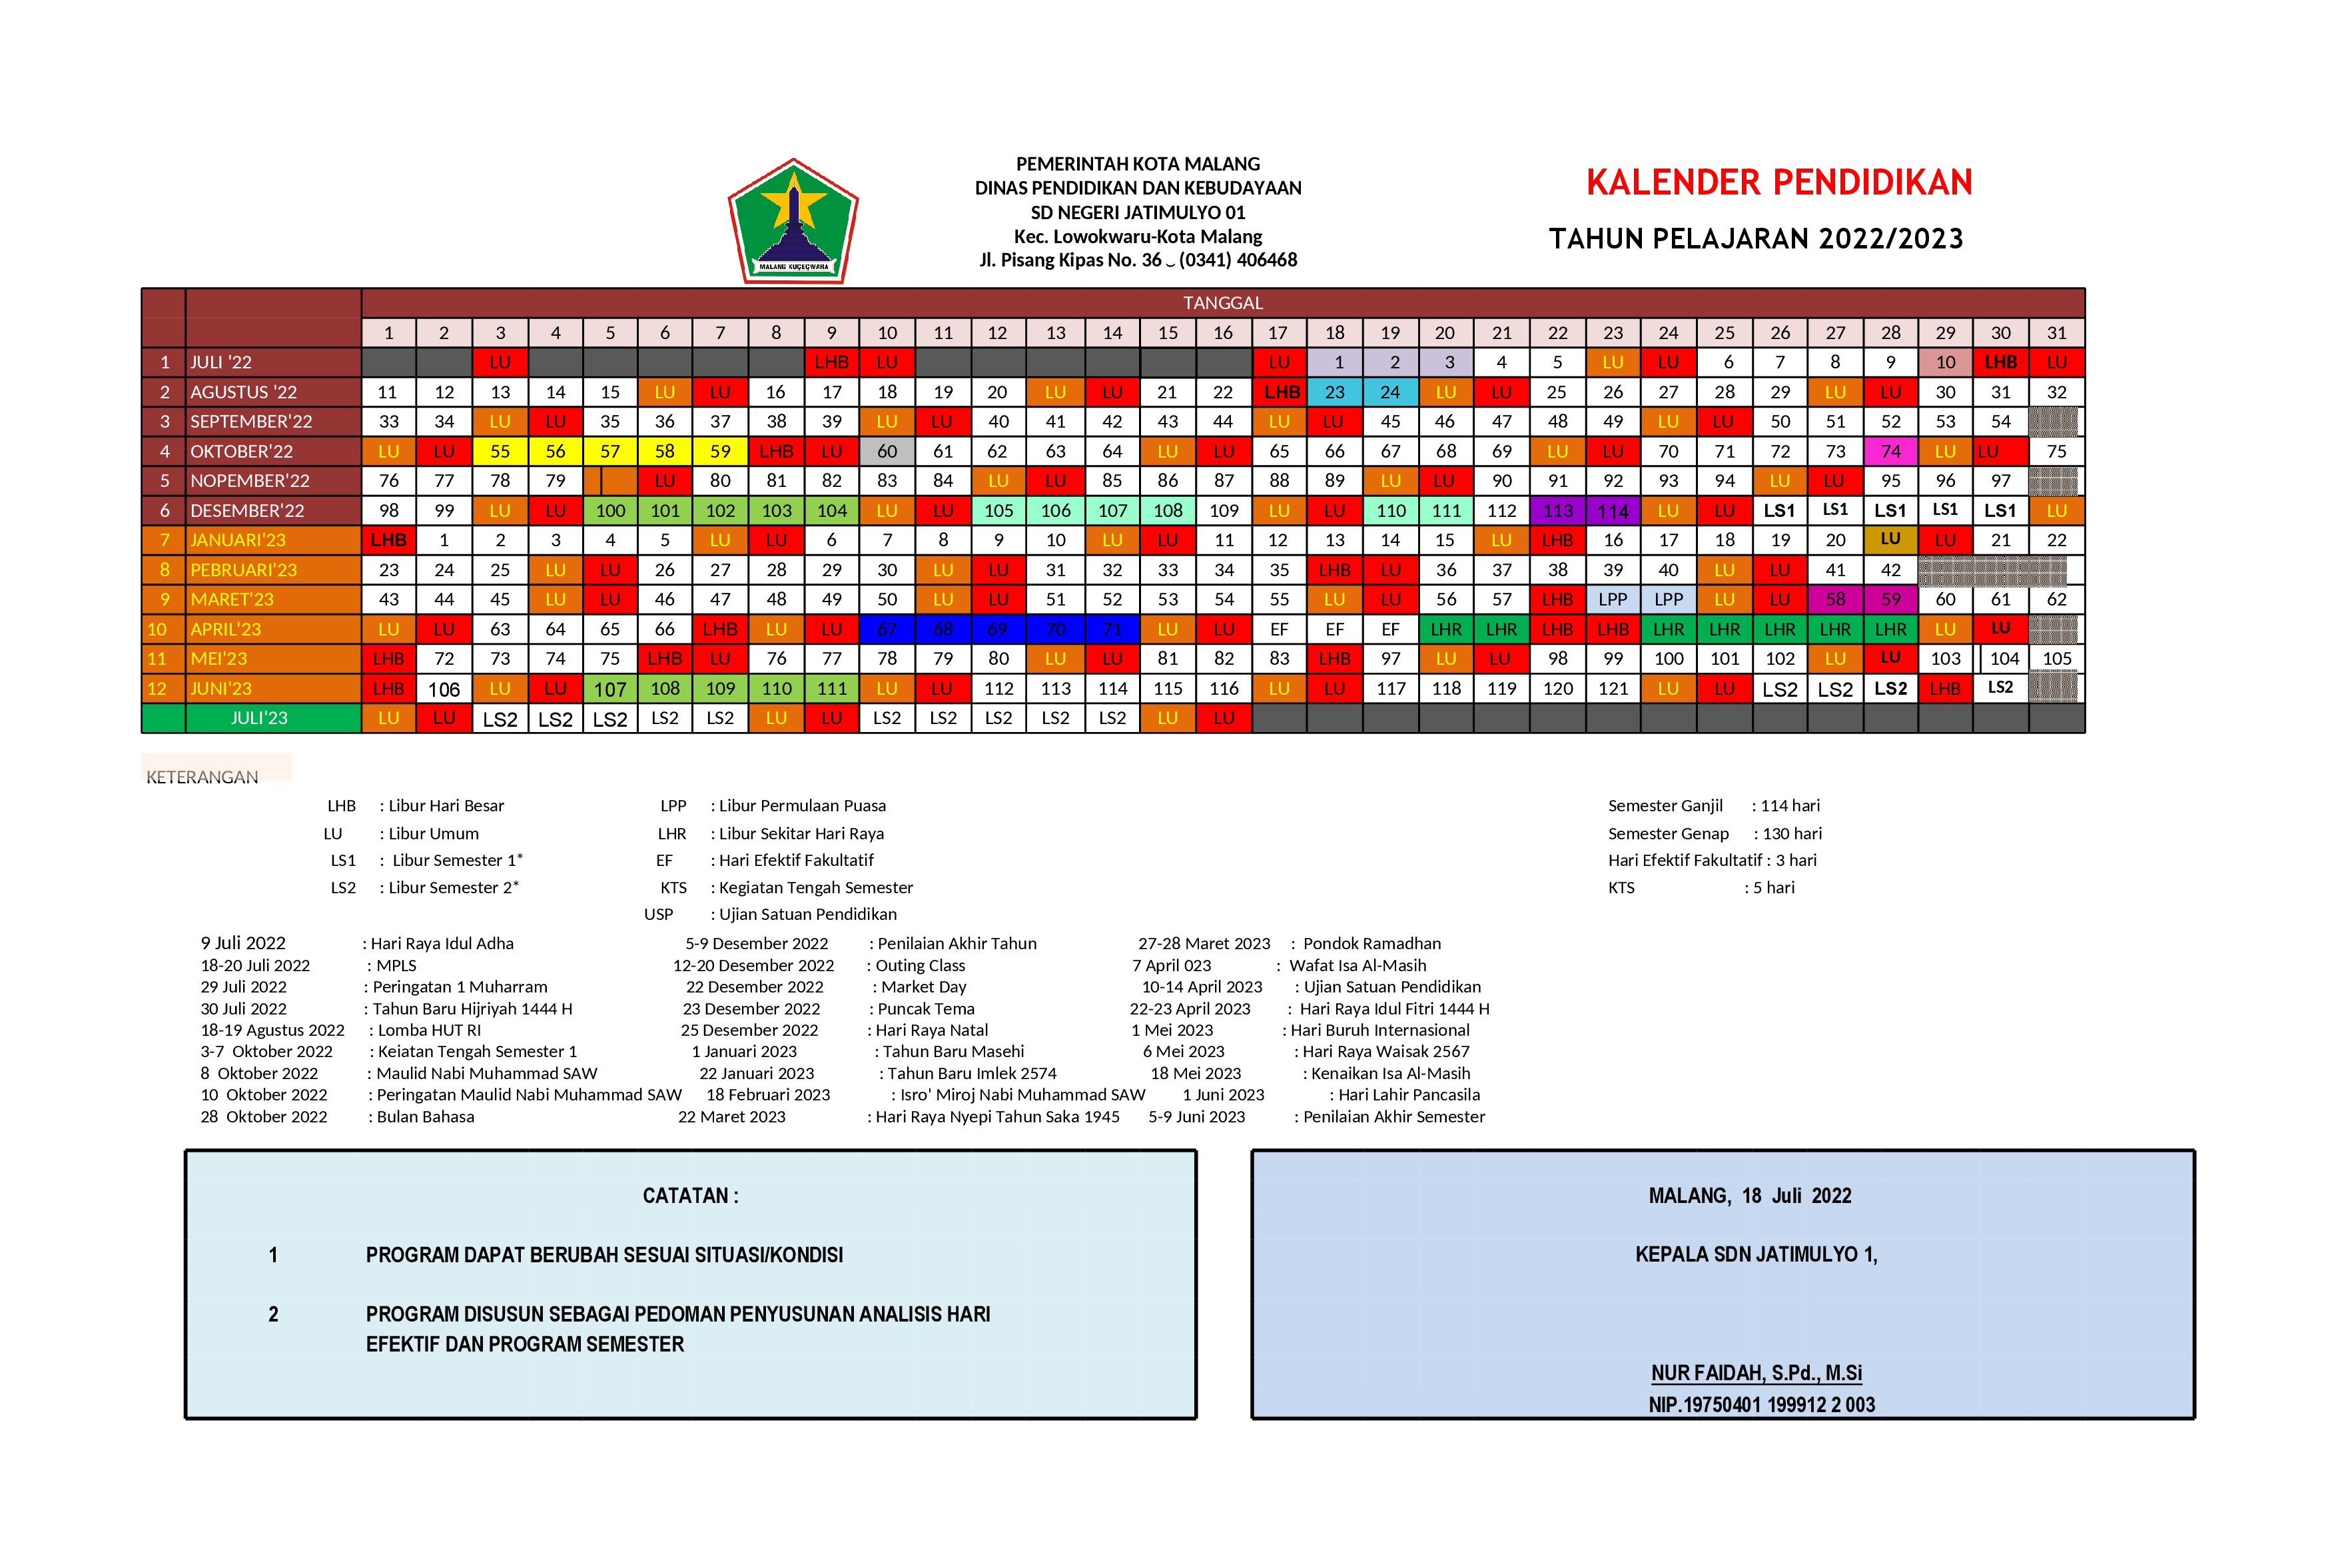 PEMERINTAH KOTA MALANG
DINAS PENDIDIKAN DAN KEBUDAYAAN
SD NEGERI JATIMULYO 01
Kec. Lowokwaru-Kota Malang
Jl. Pisang Kipas No. 36 ⌣ (0341) 406468
MALANG KUÇEÇWARA
KALENDER PENDIDIKAN
TAHUN PELAJARAN 2022/2023
TANGGAL
1 2 3 4 5 6 7 8 9 10 11 12 13 14 15 16 17 18 19 20 21 22 23 24 25 26 27 28 29 30 31
1 JULI '22 LU LHB LU LU 1 2 3 4 5 LU LU 6 7 8 9 10 LHB LU
2 AGUSTUS '22 11 12 13 14 15 LU LU 16 17 18 19 20 LU LU 21 22 LHB 23 24 LU LU 25 26 27 28 29 LU LU 30 31 32
3 SEPTEMBER'22 33 34 LU LU 35 36 37 38 39 LU LU 40 41 42 43 44 LU LU 45 46 47 48 49 LU LU 50 51 52 53 54
4 OKTOBER'22 LU LU 55 56 57 58 59 LHB LU 60 61 62 63 64 LU LU 65 66 67 68 69 LU LU 70 71 72 73 74 LU LU 75
5 NOPEMBER'22 76 77 78 79 LU 80 81 82 83 84 LU LU 85 86 87 88 89 LU LU 90 91 92 93 94 LU LU 95 96 97
6 DESEMBER'22 98 99 LU LU 100 101 102 103 104 LU LU 105 106 107 108 109 LU LU 110 111 112 113 114 LU LU LS1 LS1 LS1 LS1 LS1 LU
7 JANUARI'23 LHB 1 2 3 4 5 LU LU 6 7 8 9 10 LU LU 11 12 13 14 15 LU LHB 16 17 18 19 20 LU LU 21 22
8 PEBRUARI'23 23 24 25 LU LU 26 27 28 29 30 LU LU 31 32 33 34 35 LHB LU 36 37 38 39 40 LU LU 41 42
9 MARET'23 43 44 45 LU LU 46 47 48 49 50 LU LU 51 52 53 54 55 LU LU 56 57 LHB LPP LPP LU LU 58 59 60 61 62
10 APRIL'23 LU LU 63 64 65 66 LHB LU LU 67 68 69 70 71 LU LU EF EF EF LHR LHR LHB LHB LHR LHR LHR LHR LHR LU LU
11 MEI'23 LHB 72 73 74 75 LHB LU 76 77 78 79 80 LU LU 81 82 83 LHB 97 LU LU 98 99 100 101 102 LU LU 103 104 105
12 JUNI'23 LHB 106 LU LU 107 108 109 110 111 LU LU 112 113 114 115 116 LU LU 117 118 119 120 121 LU LU LS2 LS2 LS2 LHB LS2
JULI'23 LU LU LS2 LS2 LS2 LS2 LS2 LU LU LS2 LS2 LS2 LS2 LS2 LU LU
KETERANGAN
LHB : Libur Hari Besar LPP : Libur Permulaan Puasa Semester Ganjil : 114 hari
LU : Libur Umum LHR : Libur Sekitar Hari Raya Semester Genap : 130 hari
LS1 : Libur Semester 1* EF : Hari Efektif Fakultatif Hari Efektif Fakultatif : 3 hari
LS2 : Libur Semester 2* KTS : Kegiatan Tengah Semester KTS : 5 hari
USP : Ujian Satuan Pendidikan
9 Juli 2022 : Hari Raya Idul Adha 5-9 Desember 2022 : Penilaian Akhir Tahun 27-28 Maret 2023 : Pondok Ramadhan
18-20 Juli 2022 : MPLS 12-20 Desember 2022 : Outing Class 7 April 023 : Wafat Isa Al-Masih
29 Juli 2022 : Peringatan 1 Muharram 22 Desember 2022 : Market Day 10-14 April 2023 : Ujian Satuan Pendidikan
30 Juli 2022 : Tahun Baru Hijriyah 1444 H 23 Desember 2022 : Puncak Tema 22-23 April 2023 : Hari Raya Idul Fitri 1444 H
18-19 Agustus 2022 : Lomba HUT RI 25 Desember 2022 : Hari Raya Natal 1 Mei 2023 : Hari Buruh Internasional
3-7 Oktober 2022 : Keiatan Tengah Semester 1 1 Januari 2023 : Tahun Baru Masehi 6 Mei 2023 : Hari Raya Waisak 2567
8 Oktober 2022 : Maulid Nabi Muhammad SAW 22 Januari 2023 : Tahun Baru Imlek 2574 18 Mei 2023 : Kenaikan Isa Al-Masih
10 Oktober 2022 : Peringatan Maulid Nabi Muhammad SAW 18 Februari 2023 : Isro' Miroj Nabi Muhammad SAW 1 Juni 2023 : Hari Lahir Pancasila
28 Oktober 2022 : Bulan Bahasa 22 Maret 2023 : Hari Raya Nyepi Tahun Saka 1945 5-9 Juni 2023 : Penilaian Akhir Semester
CATATAN :
1 PROGRAM DAPAT BERUBAH SESUAI SITUASI/KONDISI
2 PROGRAM DISUSUN SEBAGAI PEDOMAN PENYUSUNAN ANALISIS HARI
EFEKTIF DAN PROGRAM SEMESTER
MALANG, 18 Juli 2022
KEPALA SDN JATIMULYO 1,
NUR FAIDAH, S.Pd., M.Si
NIP.19750401 199912 2 003